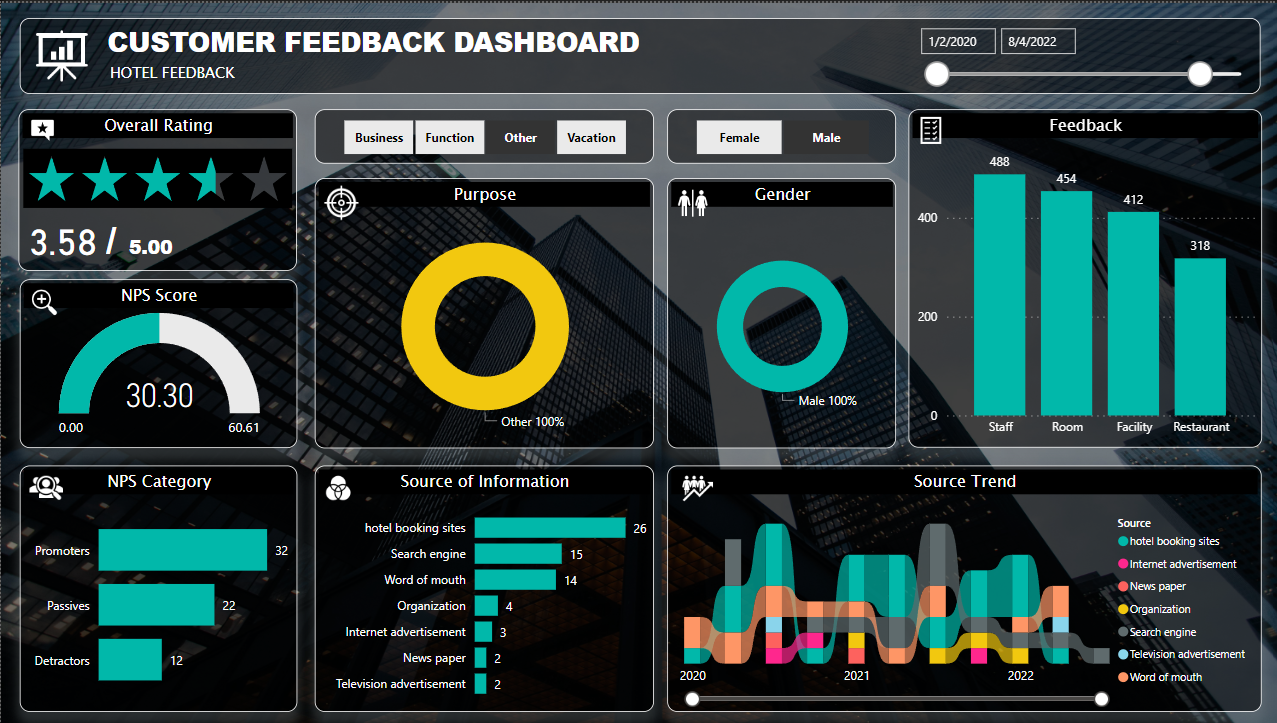 CUSTOMER FEEDBACK DASHBOARD
HOTEL FEEDBACK
1/2/2020
8/4/2022
Overall Rating
3.58 / 5.00
NPS Score
30.30
0.00
60.61
Business
Function
Other
Vacation
Female
Male
Purpose
Other 100%
Gender
Male 100%
Feedback
488
454
412
318
400
200
0
Staff
Room
Facility
Restaurant
NPS Category
Promoters
32
Passives
22
Detractors
12
Source of Information
hotel booking sites
26
Search engine
15
Word of mouth
14
Organization
4
Internet advertisement
3
News paper
2
Television advertisement
2
Source Trend
2020
2021
2022
Source
hotel booking sites
Internet advertisement
News paper
Organization
Search engine
Television advertisement
Word of mouth